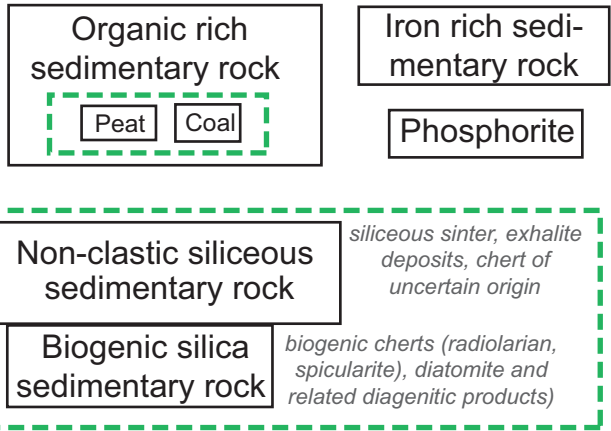 Organic rich
sedimentary rock
Peat
Coal
Iron rich sedi-
mentary rock
Phosphorite
Non-clastic siliceous
sedimentary rock
siliceous sinter, exhalite
deposits, chert of
uncertain origin
Biogenic silica
sedimentary rock
biogenic cherts (radiolarian,
spicularite), diatomite and
related diagenitic products)